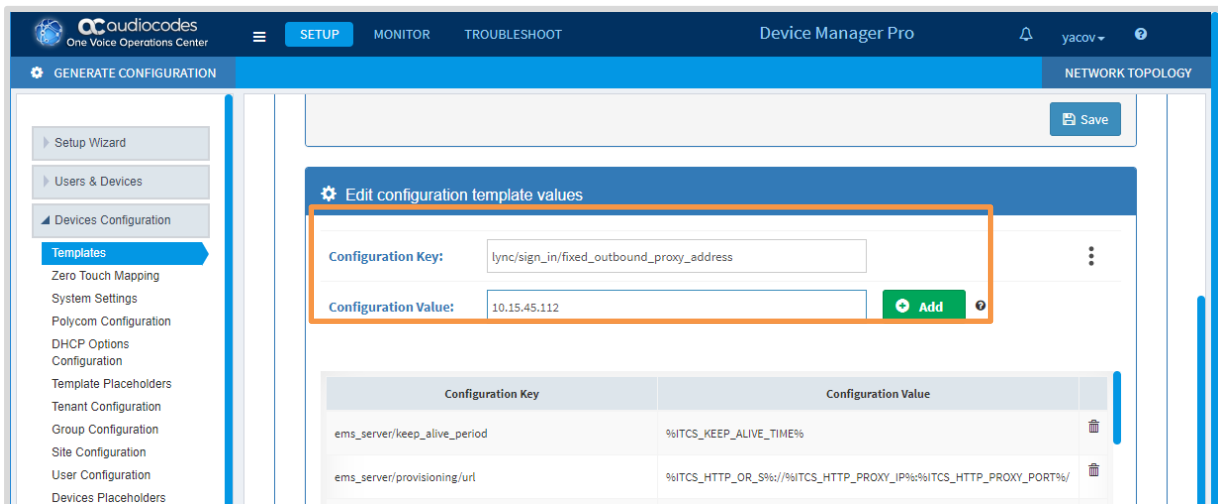 audiocodes
One Voice Operations Center
SETUP MONITOR TROUBLESHOOT Device Manager Pro yacov
GENERATE CONFIGURATION NETWORK TOPOLOGY
Save
Setup Wizard
Users & Devices
Edit configuration template values
Devices Configuration
Templates
Configuration Key: lync/sign_in/fixed_outbound_proxy_address
Zero Touch Mapping
System Settings
Configuration Value: 10.15.45.112 Add
Polycom Configuration
DHCP Options
Configuration
Template Placeholders
Configuration Key Configuration Value
Tenant Configuration
Group Configuration
ems_server/keep_alive_period %ITCS_KEEP_ALIVE_TIME%
Site Configuration
User Configuration
ems_server/provisioning/url %ITCS_HTTP_OR_S%://%ITCS_HTTP_PROXY_IP%:%ITCS_HTTP_PROXY_PORT%/
Devices Placeholders